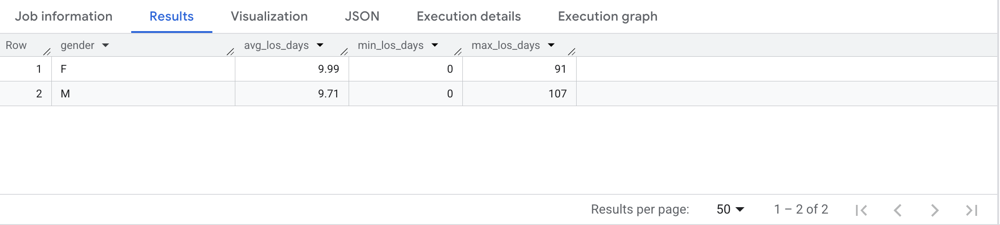 Job information Results Visualization JSON Execution details Execution graph
Row gender avg_los_days min_los_days max_los_days
1 F 9.99 0 91
2 M 9.71 0 107
Results per page: 50 1 – 2 of 2